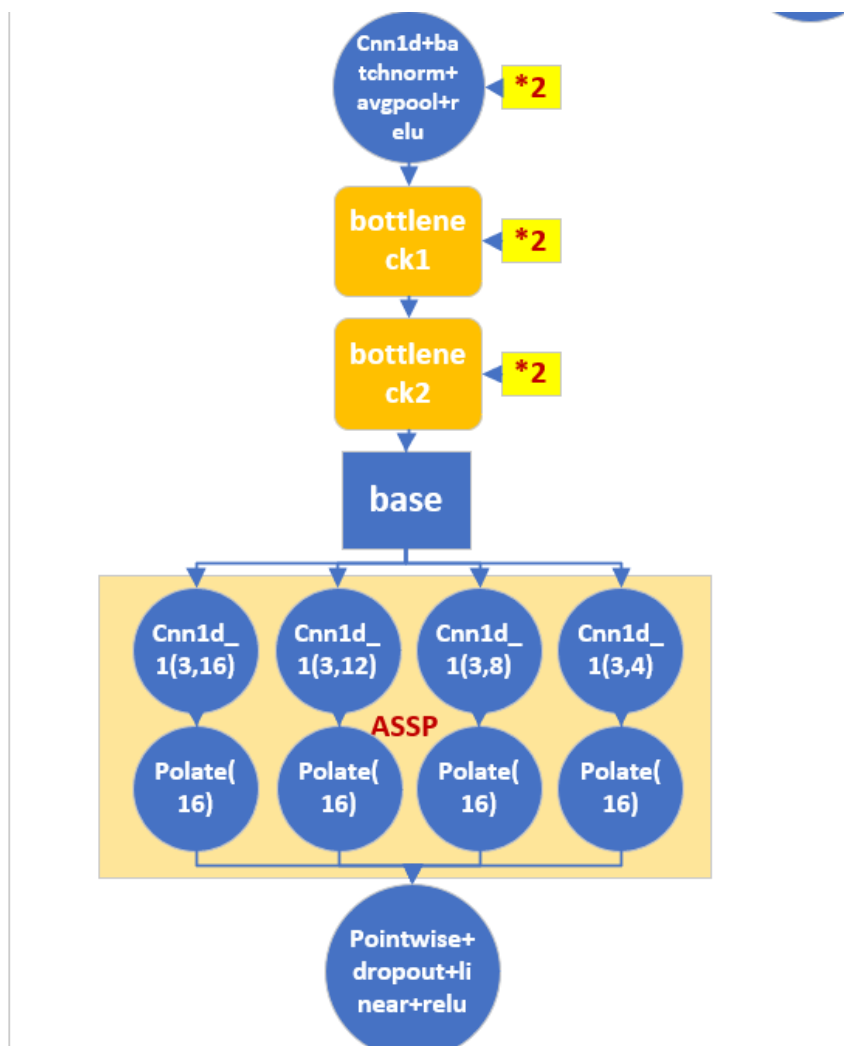 Cnn1d+ba
tchnorm+
avgpool+r
elu
*2
bottlene
ck1
*2
bottlene
ck2
*2
base
Cnn1d_
1(3,16)
Cnn1d_
1(3,12)
Cnn1d_
1(3,8)
Cnn1d_
1(3,4)
ASSP
Polate(
16)
Polate(
16)
Polate(
16)
Polate(
16)
Pointwise+
dropout+li
near+relu